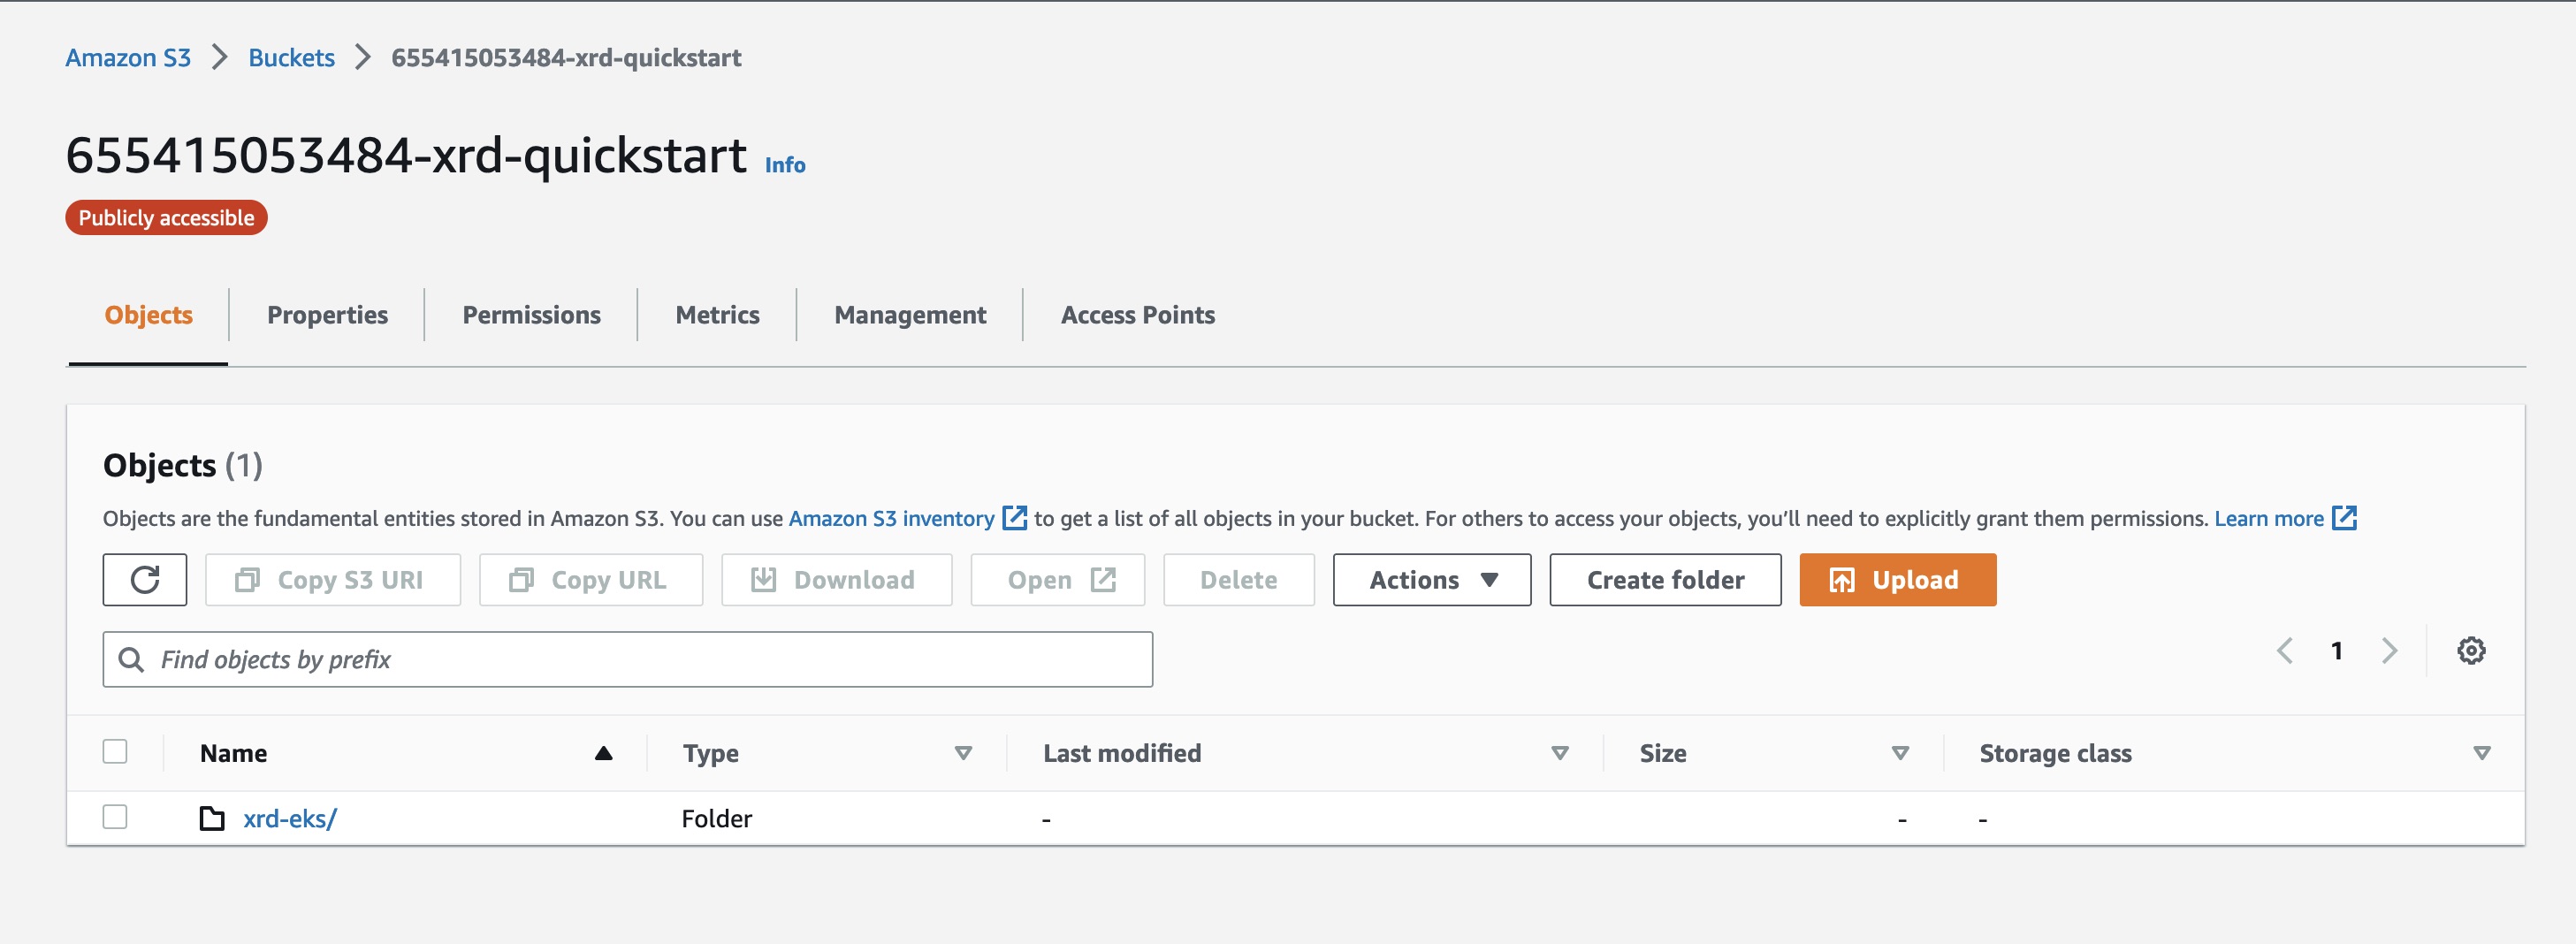 Amazon S3 > Buckets > 655415053484-xrd-quickstart
655415053484-xrd-quickstart Info
Publicly accessible
Objects Properties Permissions Metrics Management Access Points
Objects (1)
Objects are the fundamental entities stored in Amazon S3. You can use Amazon S3 inventory to get a list of all objects in your bucket. For others to access your objects, you’ll need to explicitly grant them permissions. Learn more
Copy S3 URI Copy URL Download Open Delete Actions Create folder Upload
Find objects by prefix 1
Name Type Last modified Size Storage class
xrd-eks/ Folder - - -